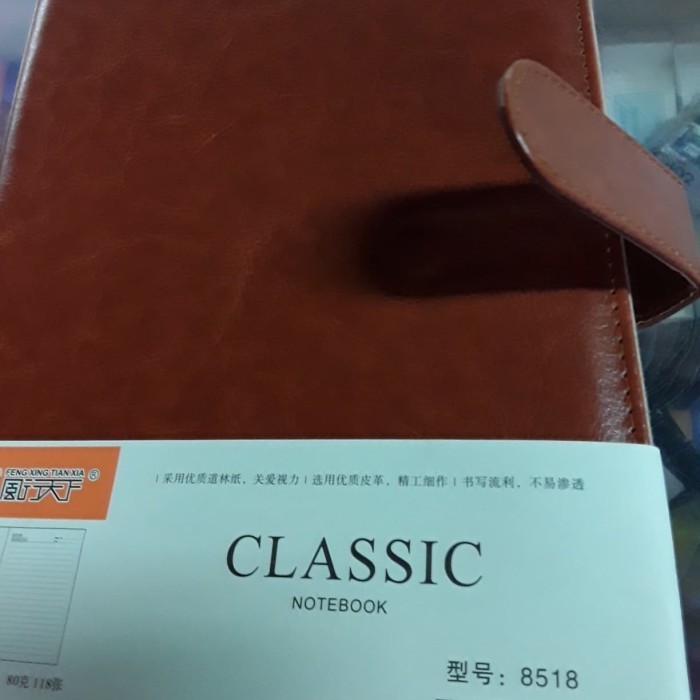 FENG XING TIAN XIA ®
風行天下
| 采用优质道林纸，关爱视力 | 选用优质皮革，精工细作 | 书写流利，不易渗透
CLASSIC
NOTEBOOK
80克 118张
型号：8518